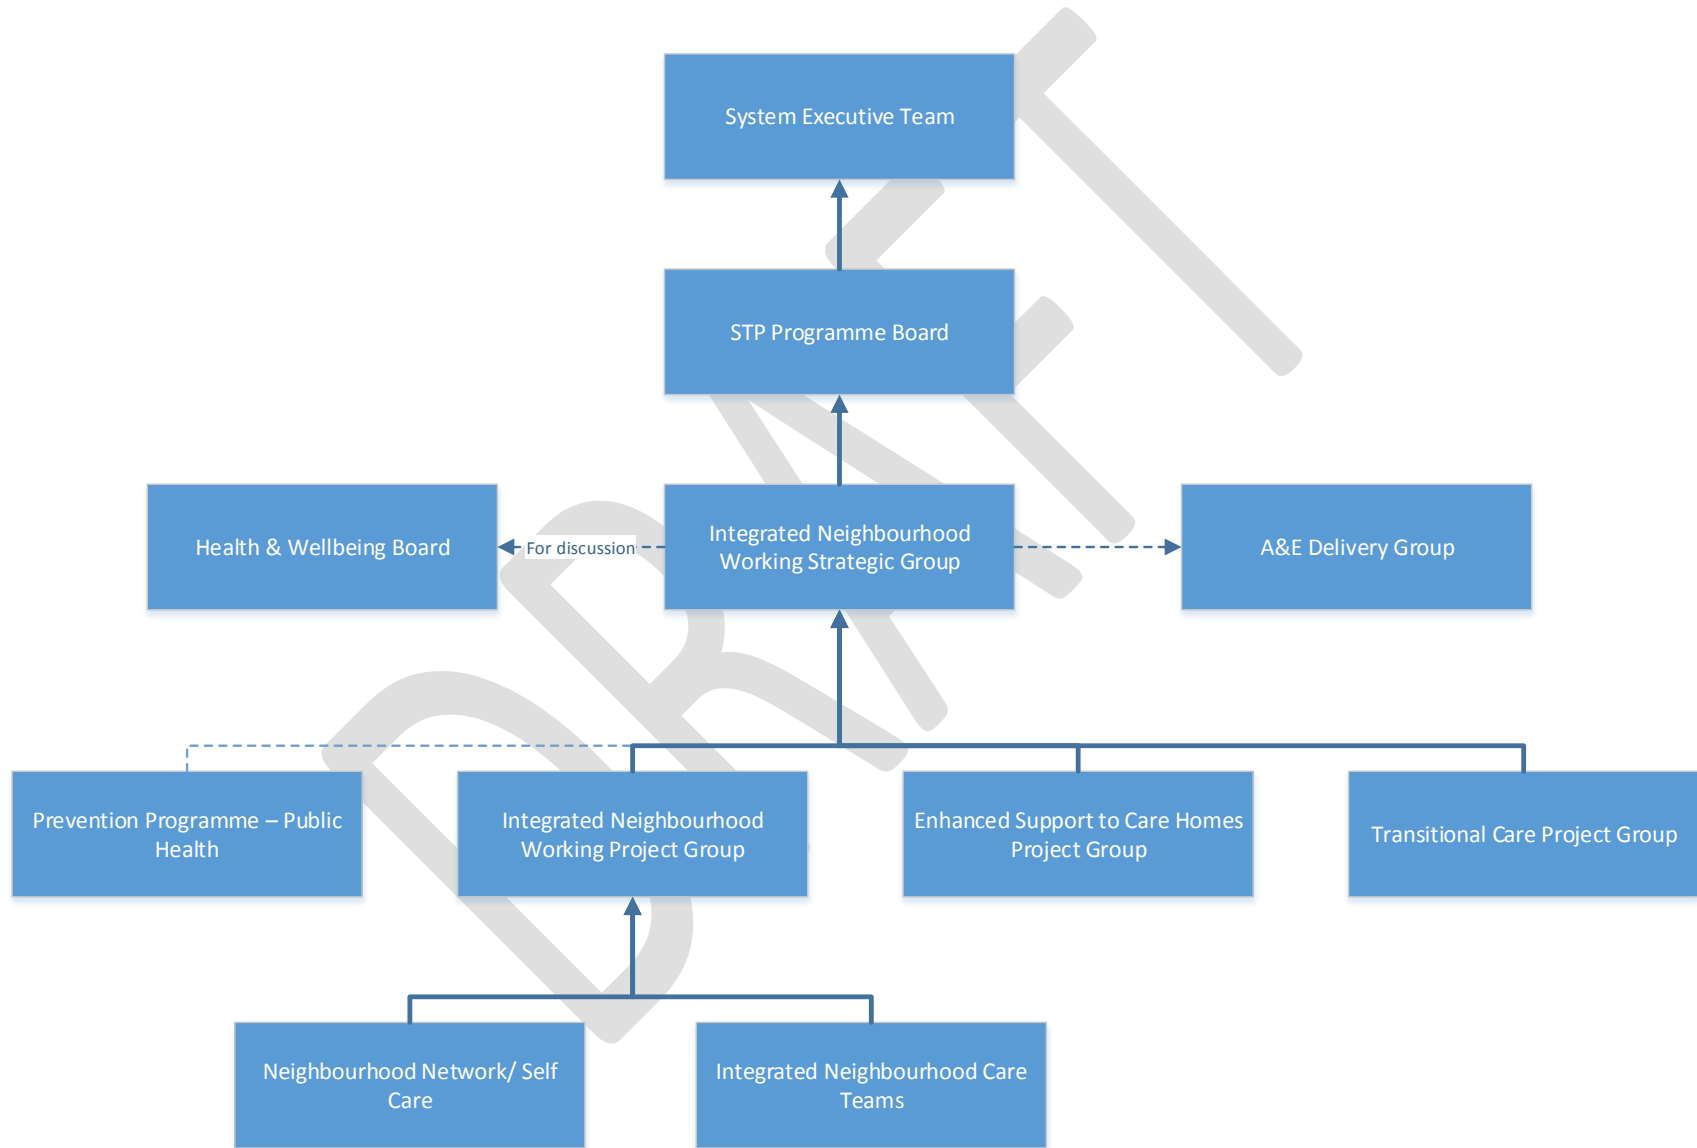 System Executive Team
STP Programme Board
Health & Wellbeing Board
For discussion
Integrated Neighbourhood
Working Strategic Group
A&E Delivery Group
Prevention Programme – Public
Health
Integrated Neighbourhood
Working Project Group
Enhanced Support to Care Homes
Project Group
Transitional Care Project Group
Neighbourhood Network/ Self
Care
Integrated Neighbourhood Care
Teams
DRAFT